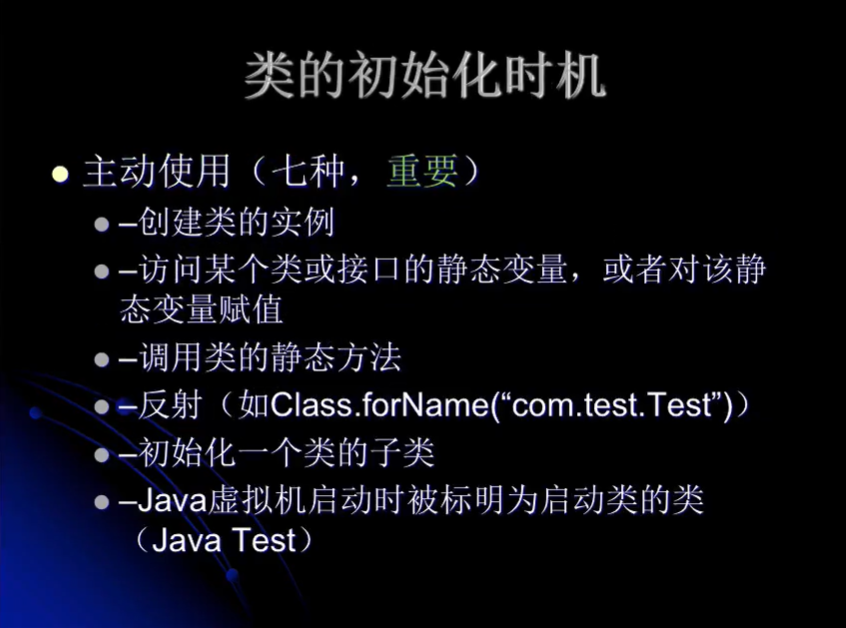 类的初始化时机
主动使用（七种，重要）
–创建类的实例
–访问某个类或接口的静态变量，或者对该静
态变量赋值
–调用类的静态方法
–反射（如Class.forName(“com.test.Test”)）
–初始化一个类的子类
–Java虚拟机启动时被标明为启动类的类
（Java Test）